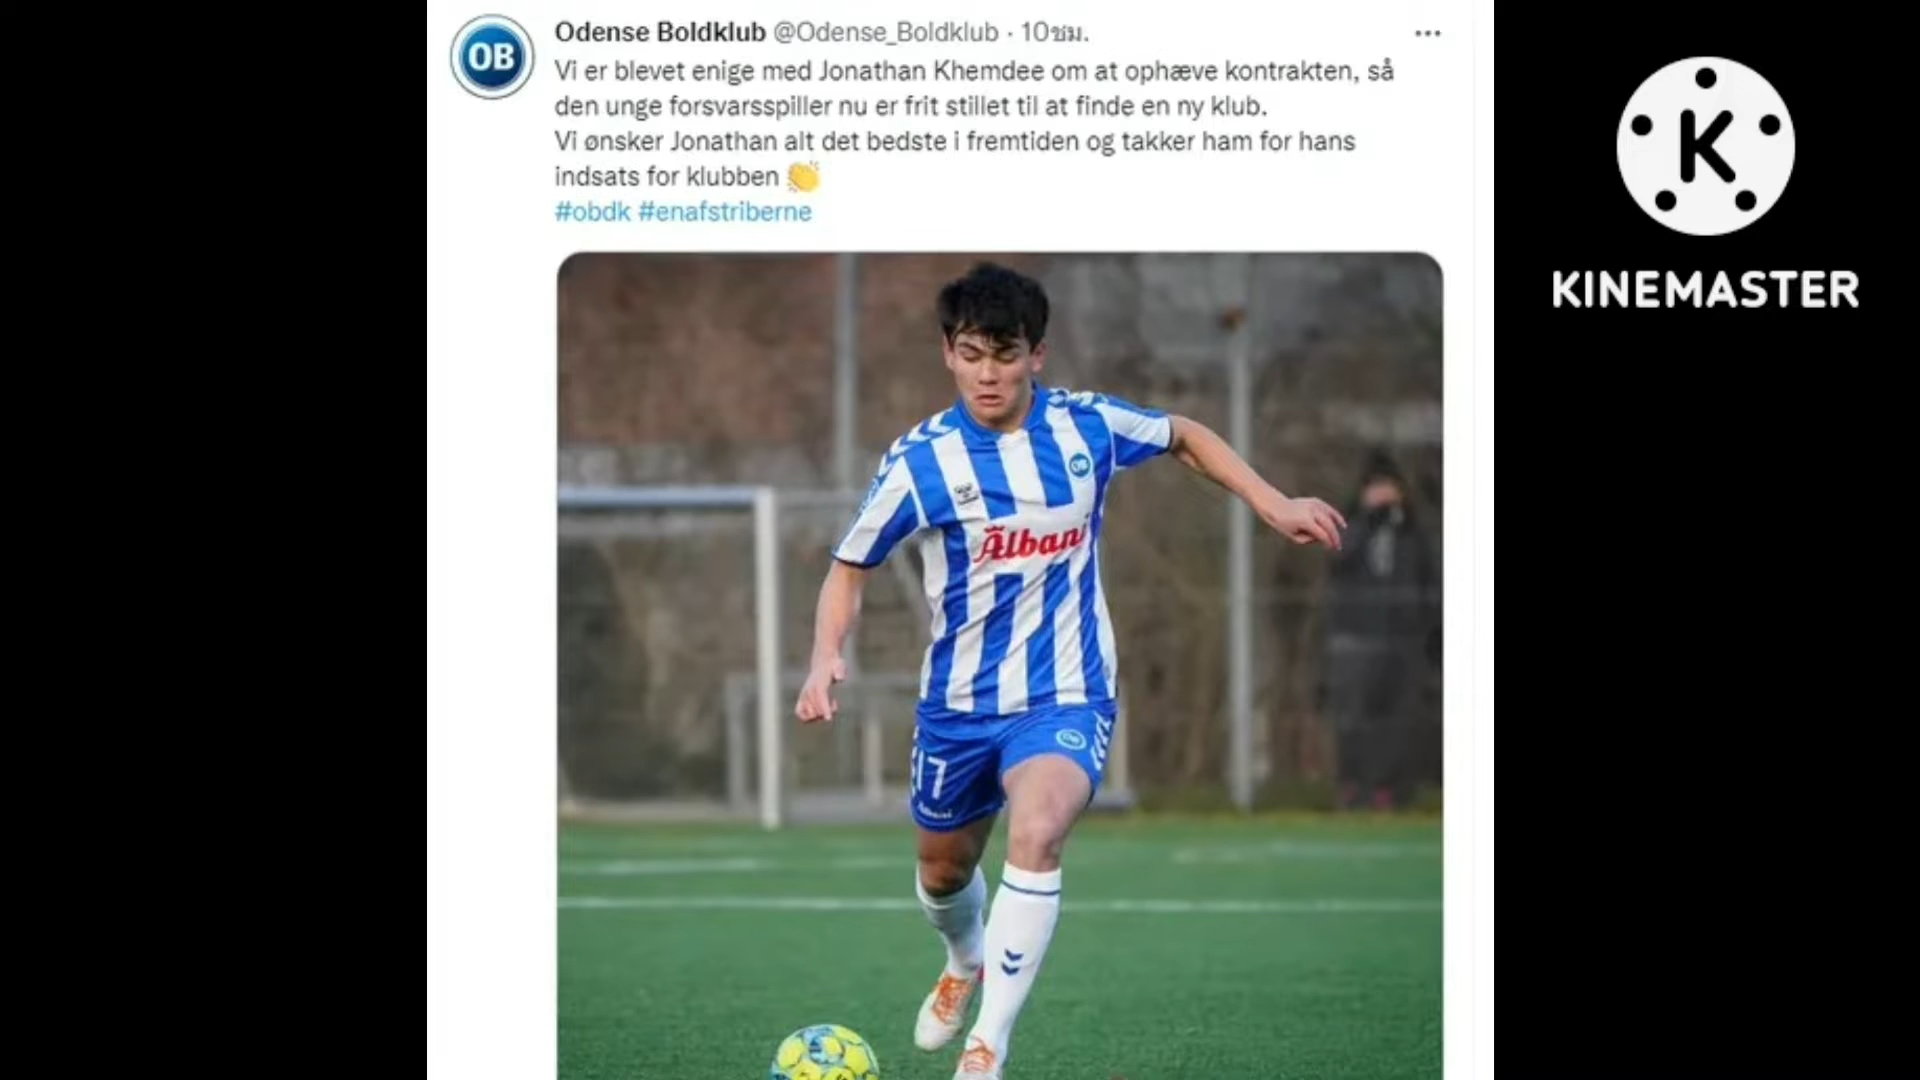 OB
Odense Boldklub @Odense_Boldklub · 10ชม.
Vi er blevet enige med Jonathan Khemdee om at ophæve kontrakten, så
den unge forsvarsspiller nu er frit stillet til at finde en ny klub.
Vi ønsker Jonathan alt det bedste i fremtiden og takker ham for hans
indsats for klubben 👏
#obdk #enafstriberne
K
KINEMASTER
OB
Albani
OB
17